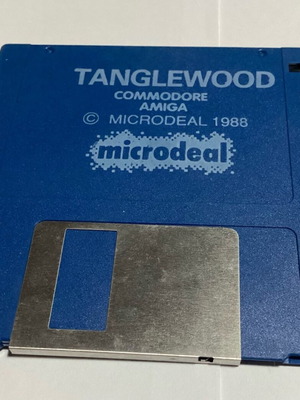 TANGLEWOOD
COMMODORE
AMIGA
© MICRODEAL 1988
microdeal